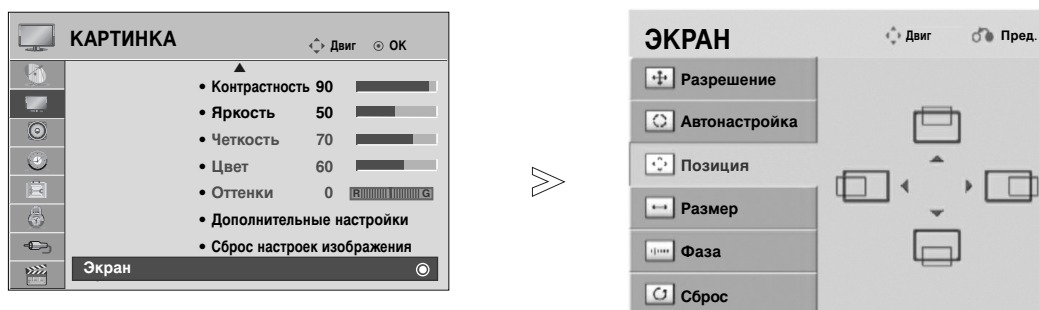 КАРТИНКА
Двиг
ОК
• Контрастность 90
• Яркость 50
• Четкость 70
• Цвет 60
• Оттенки 0 R G
• Дополнительные настройки
• Сброс настроек изображения
Экран
ЭКРАН
Двиг
Пред.
Разрешение
Автонастройка
Позиция
Размер
Фаза
Сброс